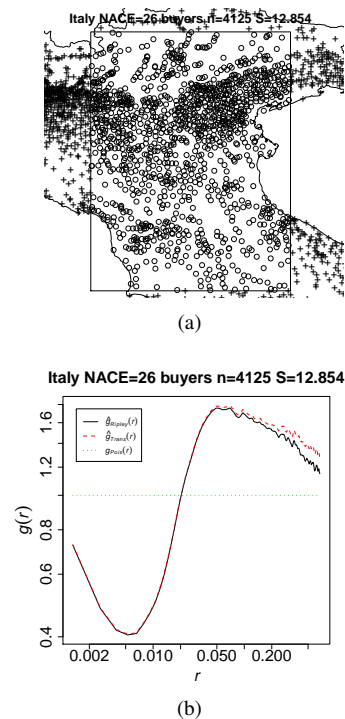 Italy NACE=26 buyers n=4125 S=12.854
(a)
Italy NACE=26 buyers n=4125 S=12.854
ĝRipley(r)
ĝTrans(r)
gPois(r)
g(r)
1.6
1.2
0.8
0.6
0.4
0.002 0.010 0.050 0.200
r
(b)